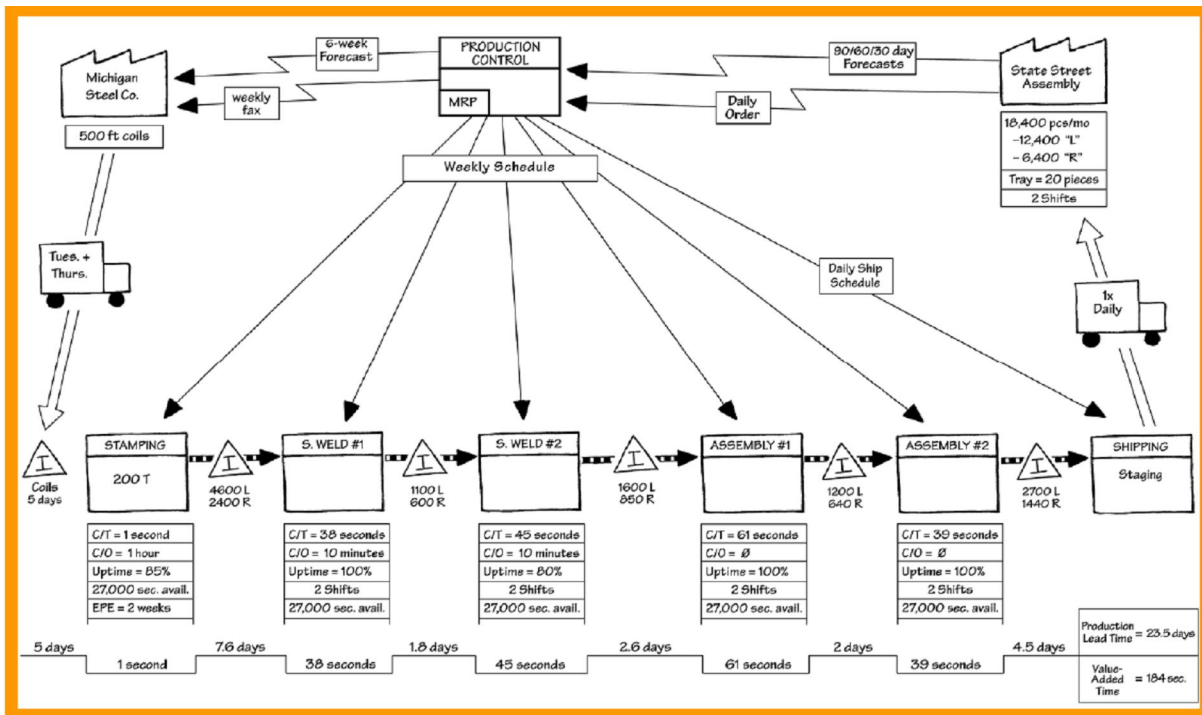 6-week
Forecast
PRODUCTION
CONTROL
90/60/30 day
Forecasts
Michigan
Steel Co.
State Street
Assembly
weekly
fax
MRP
Daily
Order
500 ft coils
18,400 pcs/mo
-12,400 "L"
- 6,400 "R"
Tray = 20 pieces
2 Shifts
Weekly Schedule
Tues. +
Thurs.
Daily Ship
Schedule
1x
Daily
I
Coils
5 days
STAMPING
200 T
I
4600 L
2400 R
S. WELD #1
I
1100 L
600 R
S. WELD #2
I
1600 L
850 R
ASSEMBLY #1
I
1200 L
640 R
ASSEMBLY #2
I
2700 L
1440 R
SHIPPING
Staging
C/T = 1 second
C/O = 1 hour
Uptime = 85%
27,000 sec. avail.
EPE = 2 weeks
C/T = 38 seconds
C/O = 10 minutes
Uptime = 100%
2 Shifts
27,000 sec. avail.
C/T = 45 seconds
C/O = 10 minutes
Uptime = 80%
2 Shifts
27,000 sec. avail.
C/T = 61 seconds
C/O = Ø
Uptime = 100%
2 Shifts
27,000 sec. avail.
C/T = 39 seconds
C/O = Ø
Uptime = 100%
2 Shifts
27,000 sec. avail.
5 days
1 second
7.6 days
38 seconds
1.8 days
45 seconds
2.6 days
61 seconds
2 days
39 seconds
4.5 days
Production
Lead Time = 23.5 days
Value-
Added = 184 sec.
Time